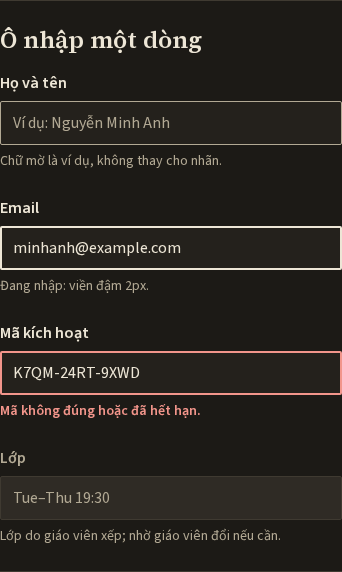 Ô nhập một dòng
Họ và tên
Ví dụ: Nguyễn Minh Anh
Chữ mờ là ví dụ, không thay cho nhãn.
Email
minhanh@example.com
Đang nhập: viền đậm 2px.
Mã kích hoạt
K7QM-24RT-9XWD
Mã không đúng hoặc đã hết hạn.
Lớp
Tue–Thu 19:30
Lớp do giáo viên xếp; nhờ giáo viên đổi nếu cần.